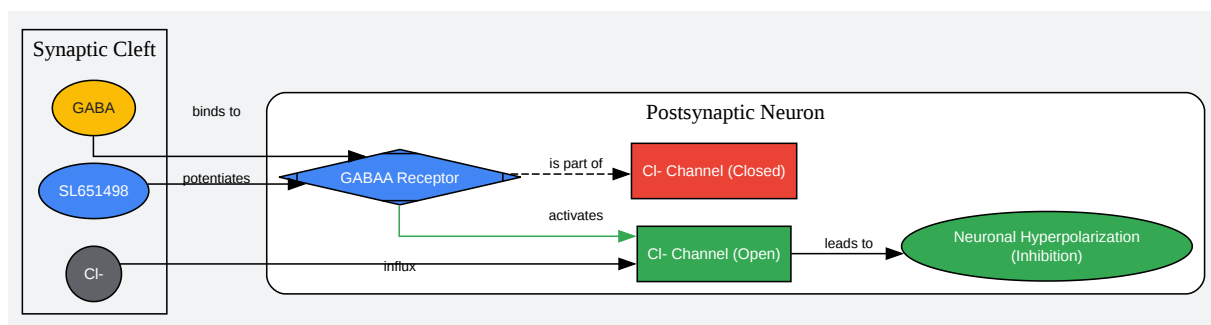 Synaptic Cleft
GABA
binds to
Postsynaptic Neuron
SL651498
potentiates
GABAA Receptor
is part of
Cl- Channel (Closed)
activates
Cl-
influx
Cl- Channel (Open)
leads to
Neuronal Hyperpolarization
(Inhibition)